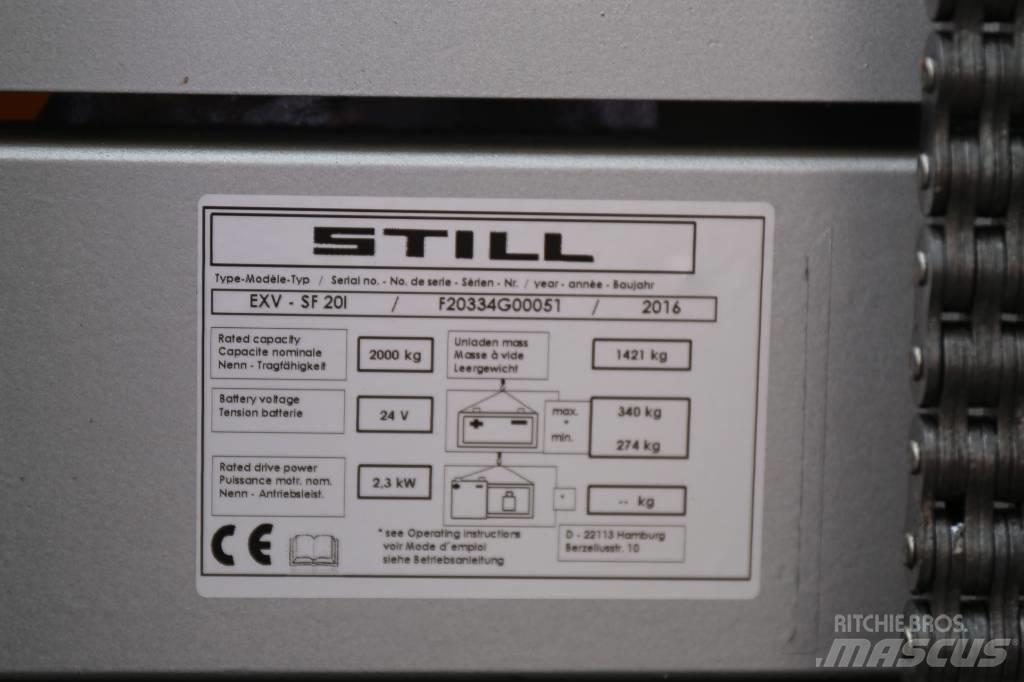 STILL
Type-Modèle-Typ / Serial no. - No. de serie - Sérien - Nr. / year - année - Baujahr
EXV - SF 20I / F20334G00051 / 2016
Rated capacity
Capacite nominale
Nenn - Tragfähigkeit
2000 kg
Unladen mass
Masse à vide
Leergewicht
1421 kg
Battery voltage
Tension batterie
24 V
+ -
max.
*
min.
340 kg
274 kg
Rated drive power
Puissance motr. nom.
Nenn - Antriebsleist.
2,3 kW
+ -
*
-- kg
CE
* see Operating instructions
voir Mode d'emploi
siehe Betriebsanleitung
D - 22113 Hamburg
Berzeliusstr. 10
RITCHIE BROS.
MASCUS